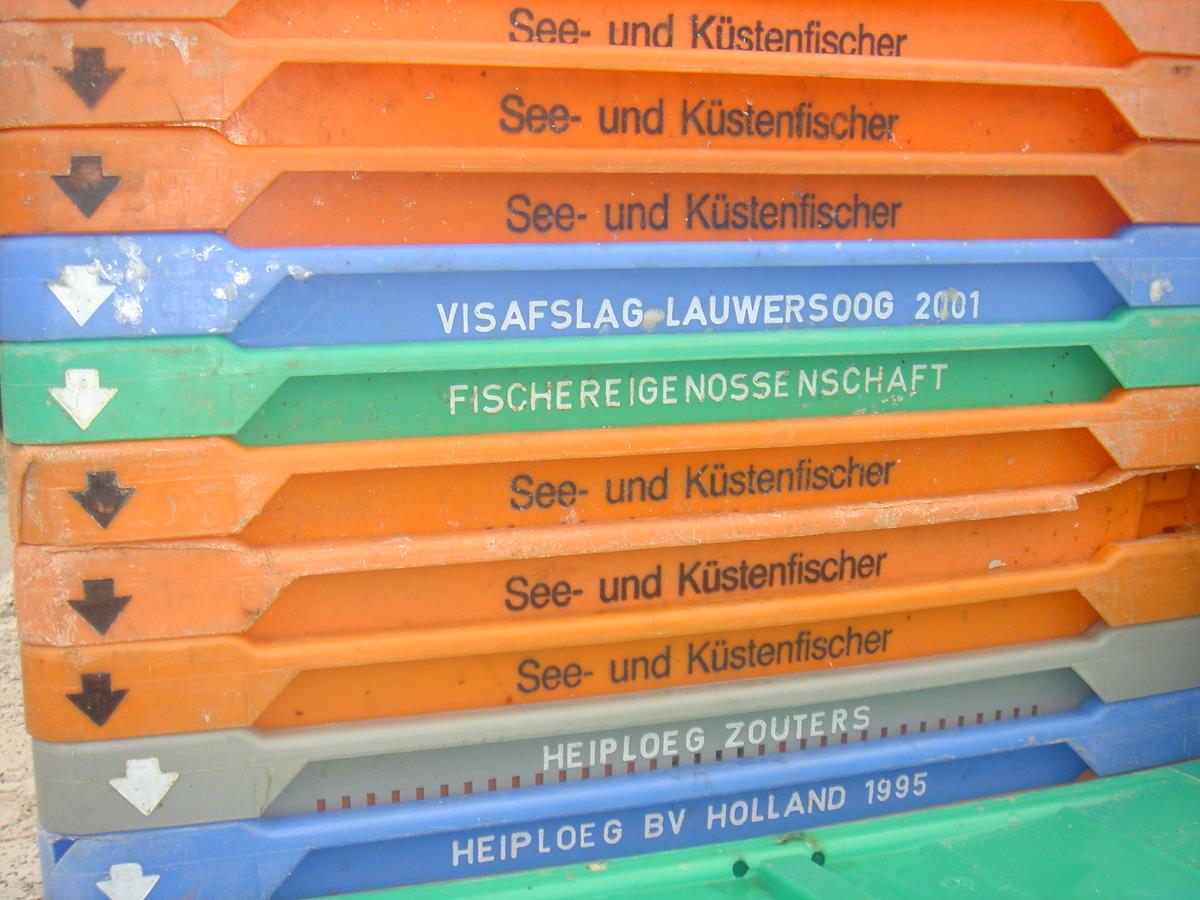 See- und Küstenfischer
See- und Küstenfischer
See- und Küstenfischer
VISAFSLAG LAUWERSOOG 2001
FISCHEREIGENOSSENSCHAFT
See- und Küstenfischer
See- und Küstenfischer
See- und Küstenfischer
HEIPLOEG ZOUTERS
HEIPLOEG BV HOLLAND 1995